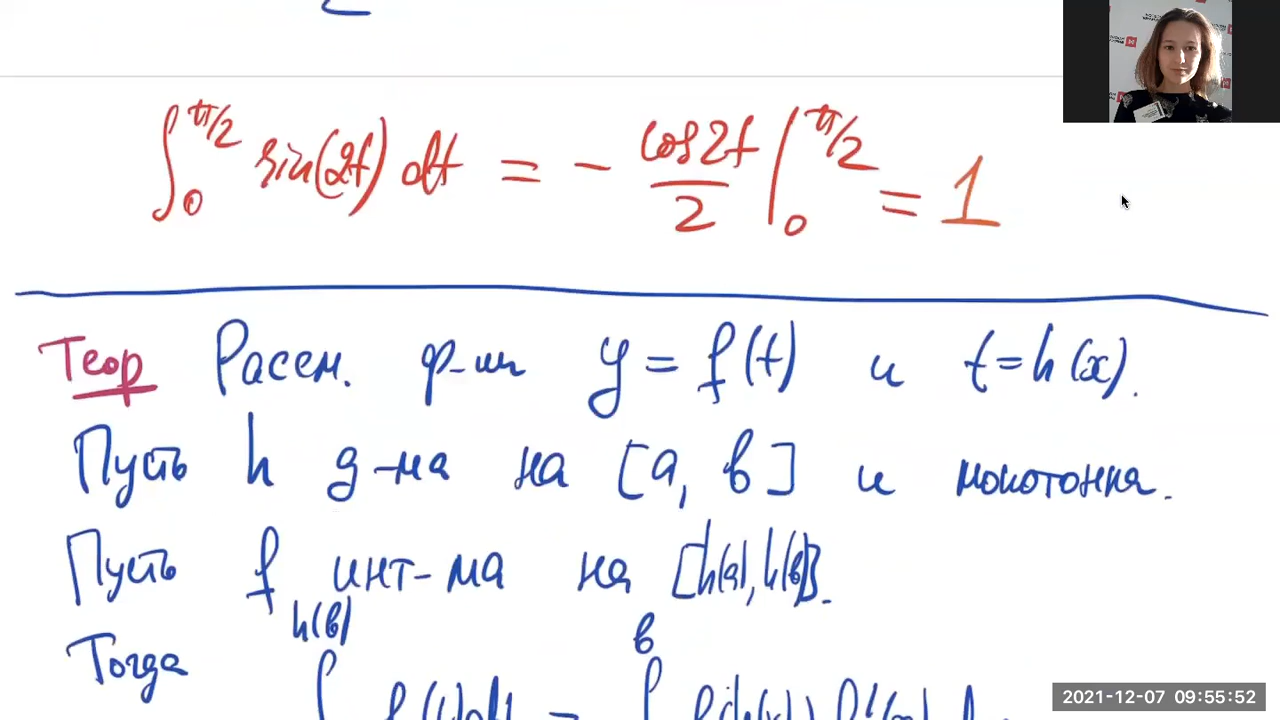 ∫₀^{π/2} sin(2t) dt = - cos2t/2 |₀^{π/2} = 1
Теор Рассм. ф-ии y = f(t) и t = h(x).
Пусть h д-ма на [a, b] и монотонна.
Пусть f инт-ма на [h(a), h(b)].
h(b) b
Тогда ∫ f(t)dt = ∫
2021-12-07 09:55:52